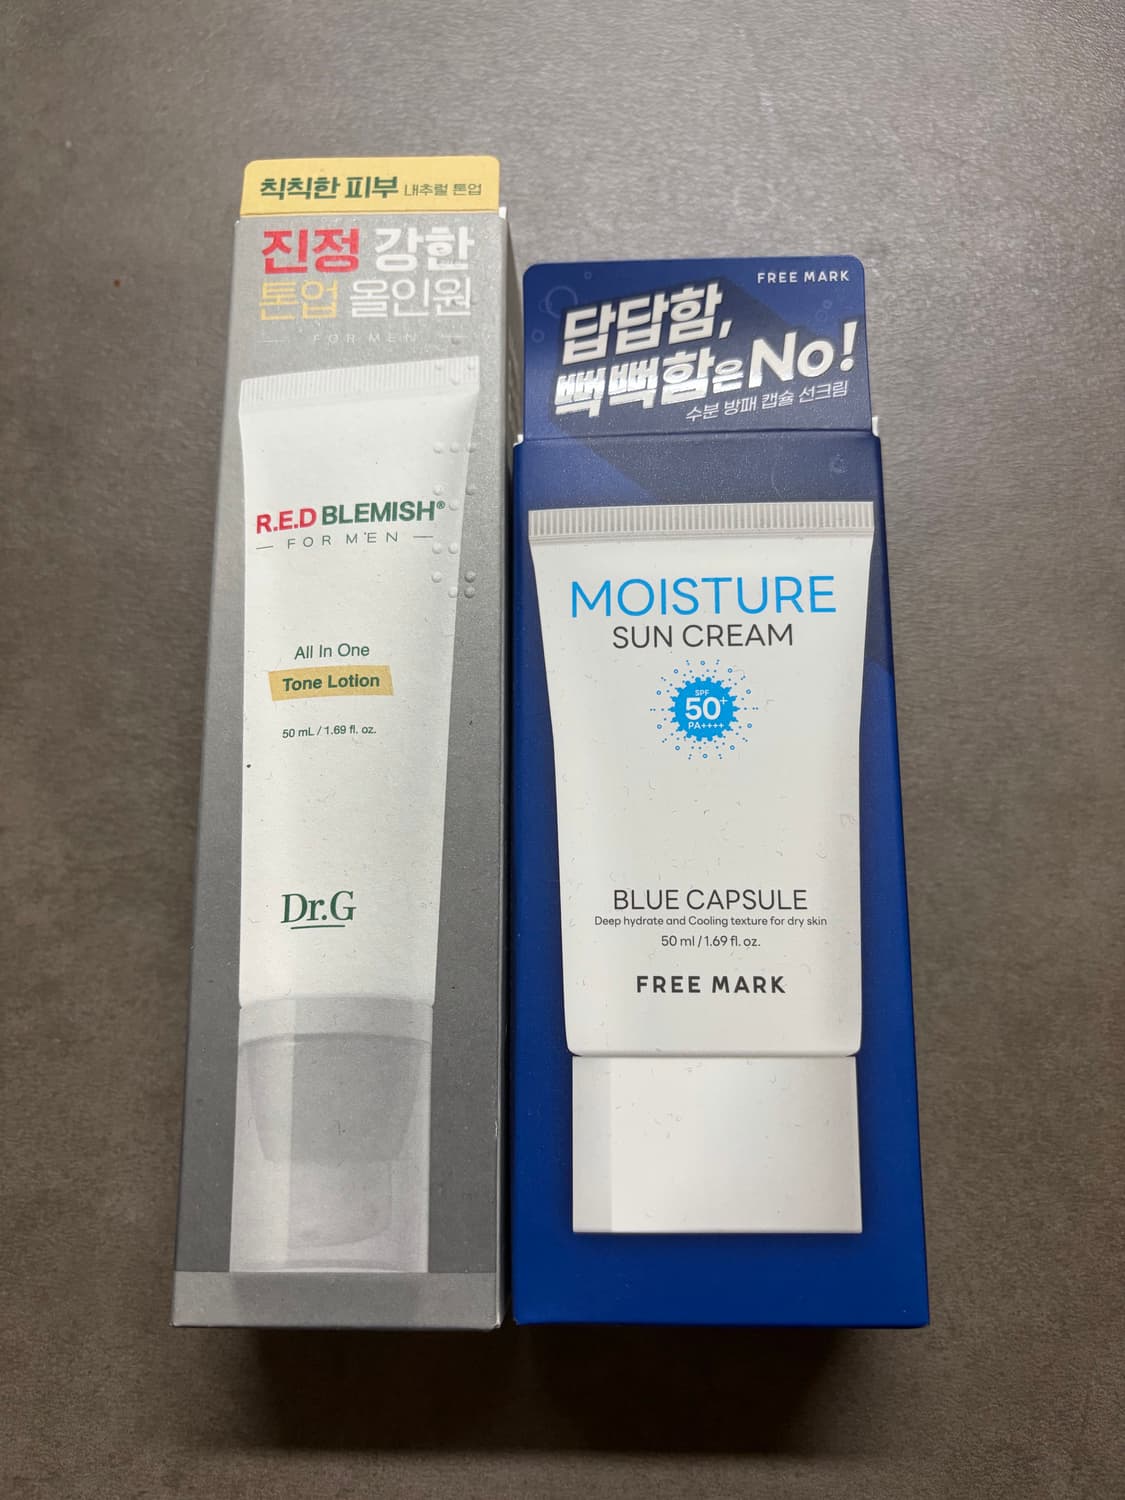 칙칙한 피부 내추럴 톤업
진정 강한
톤업 올인원
FOR MEN
R.E.D BLEMISH®
FOR MEN
All In One
Tone Lotion
50 mL / 1.69 fl. oz.
Dr.G
FREE MARK
답답함,
뻑뻑함은 No!
수분 방패 캡슐 선크림
MOISTURE
SUN CREAM
SPF
50+
PA++++
BLUE CAPSULE
Deep hydrate and Cooling texture for dry skin
50 ml / 1.69 fl. oz.
FREE MARK